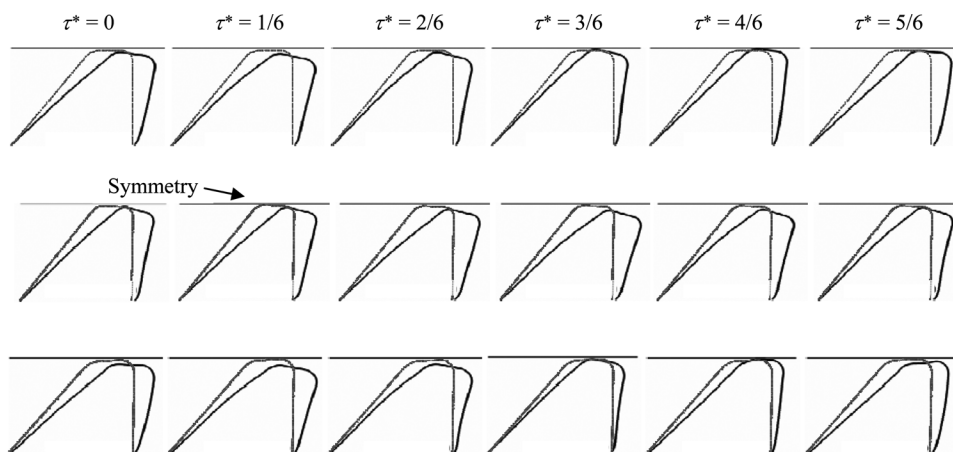 τ* = 0 τ* = 1/6 τ* = 2/6 τ* = 3/6 τ* = 4/6 τ* = 5/6
Symmetry